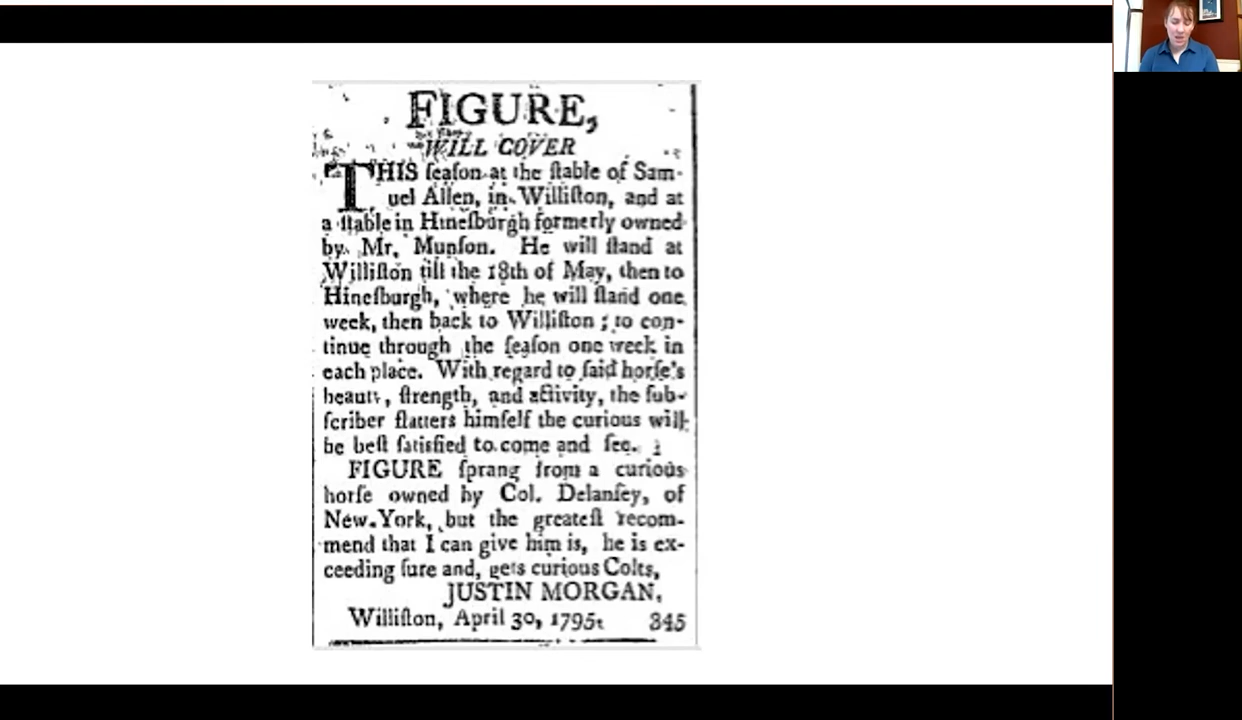 FIGURE,
WILL COVER
THIS ſeaſon at the ſtable of Sam-
uel Allen, in Williſton, and at
a ſtable in Hineſburgh formerly owned
by Mr. Munſon. He will ſtand at
Williſton till the 18th of May, then to
Hineſburgh, where he will ſtand one
week, then back to Williſton ; to con-
tinue through the ſeaſon one week in
each place. With regard to ſaid horſe's
beauty, ſtrength, and activity, the ſub-
ſcriber flatters himſelf the curious will
be beſt ſatisfied to come and ſee.
FIGURE ſprang from a curious
horſe owned by Col. Delanſey, of
New-York, but the greateſt recom-
mend that I can give him is, he is ex-
ceeding ſure and, gets curious Colts,
JUSTIN MORGAN.
Williſton, April 30, 1795. 345